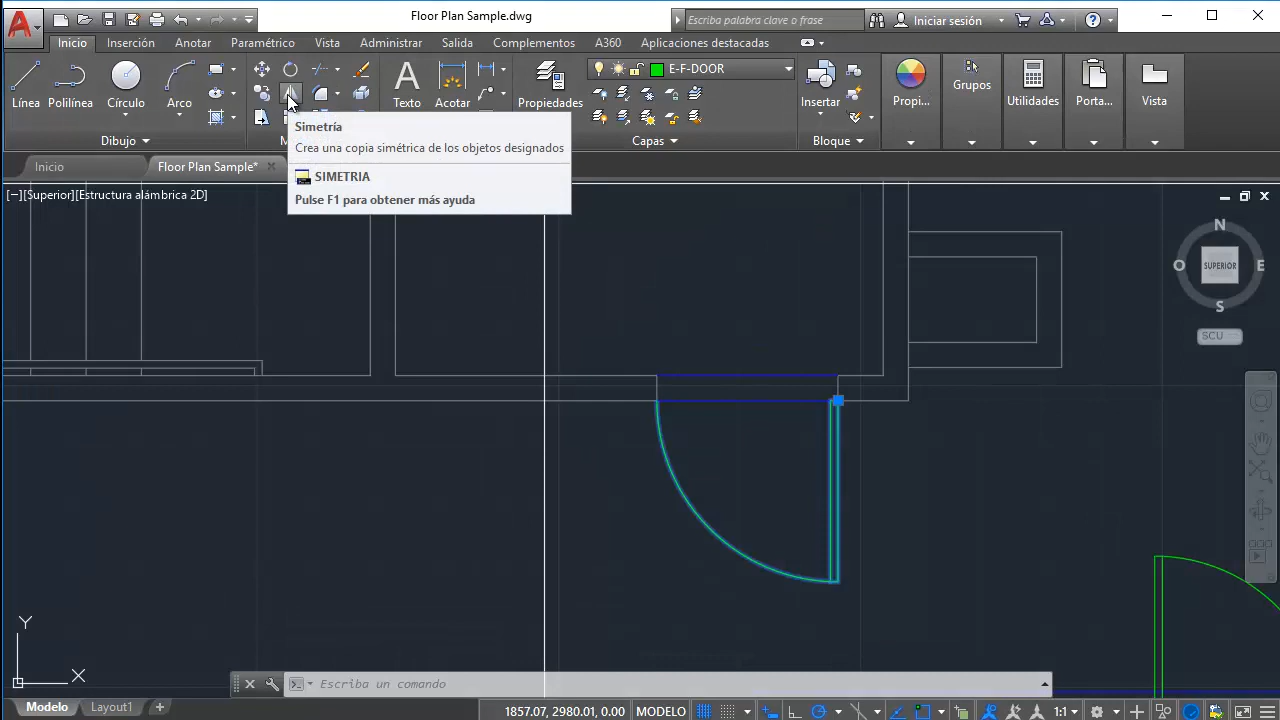 Floor Plan Sample.dwg
Escriba palabra clave o frase
Iniciar sesión
Inicio
Inserción
Anotar
Paramétrico
Vista
Administrar
Salida
Complementos
A360
Aplicaciones destacadas
Línea
Polilínea
Círculo
Arco
Texto
Acotar
Propiedades
E-F-DOOR
Insertar
Propi...
Grupos
Utilidades
Porta...
Vista
Dibujo
M
Capas
Bloque
Simetría
Crea una copia simétrica de los objetos designados
SIMETRIA
Pulse F1 para obtener más ayuda
Inicio
Floor Plan Sample*
[−][Superior][Estructura alámbrica 2D]
N
O
SUPERIOR
E
S
SCU
Y
X
Escriba un comando
Modelo
Layout1
1857.07, 2980.01, 0.00
MODELO
1:1